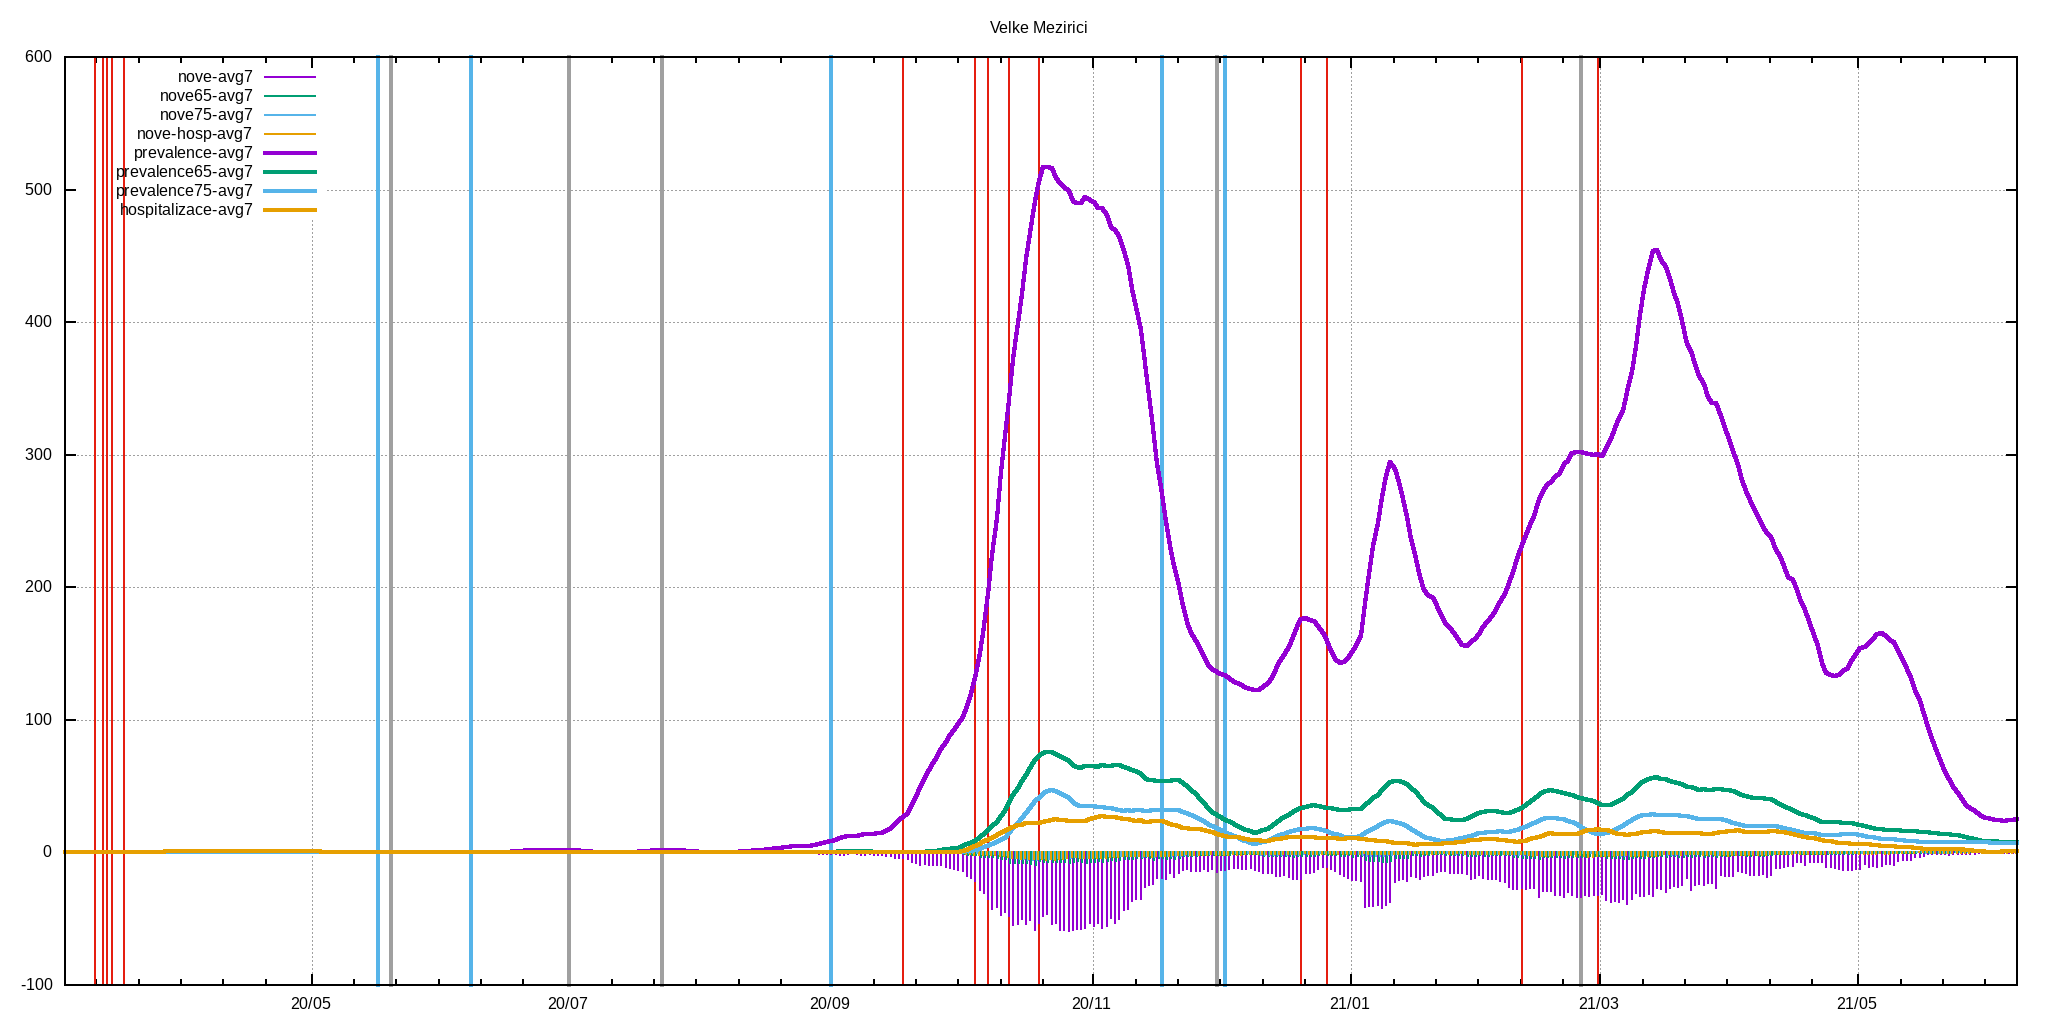 Velke Mezirici
600
500
400
300
200
100
0
-100
nove-avg7
nove65-avg7
nove75-avg7
nove-hosp-avg7
prevalence-avg7
prevalence65-avg7
prevalence75-avg7
hospitalizace-avg7
20/05 20/07 20/09 20/11 21/01 21/03 21/05